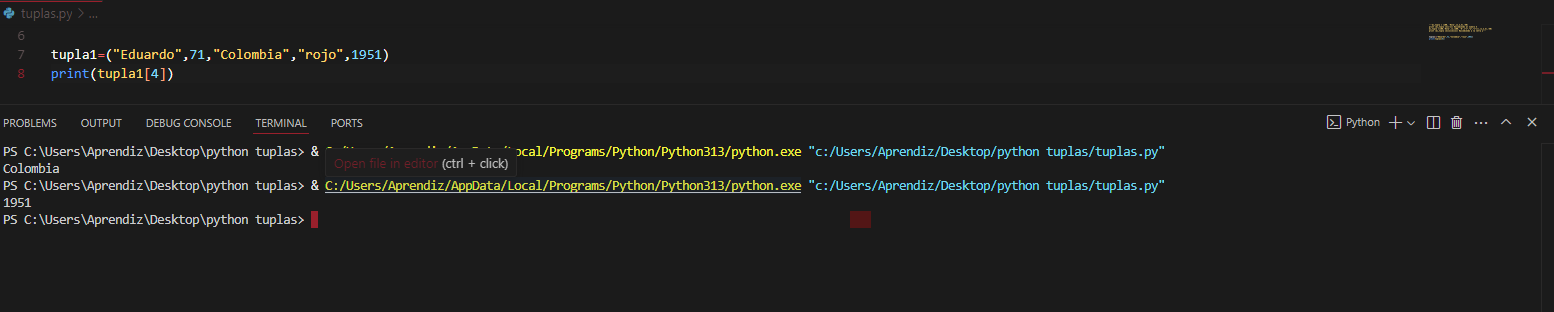 tuplas.py > ...
6
7 tupla1=("Eduardo",71,"Colombia","rojo",1951)
8 print(tupla1[4])
PROBLEMS OUTPUT DEBUG CONSOLE TERMINAL PORTS Python
PS C:\Users\Aprendiz\Desktop\python tuplas> & /Local/Programs/Python/Python313/python.exe "c:/Users/Aprendiz/Desktop/python tuplas/tuplas.py"
Open file in editor (ctrl + click)
Colombia
PS C:\Users\Aprendiz\Desktop\python tuplas> & C:/Users/Aprendiz/AppData/Local/Programs/Python/Python313/python.exe "c:/Users/Aprendiz/Desktop/python tuplas/tuplas.py"
1951
PS C:\Users\Aprendiz\Desktop\python tuplas>